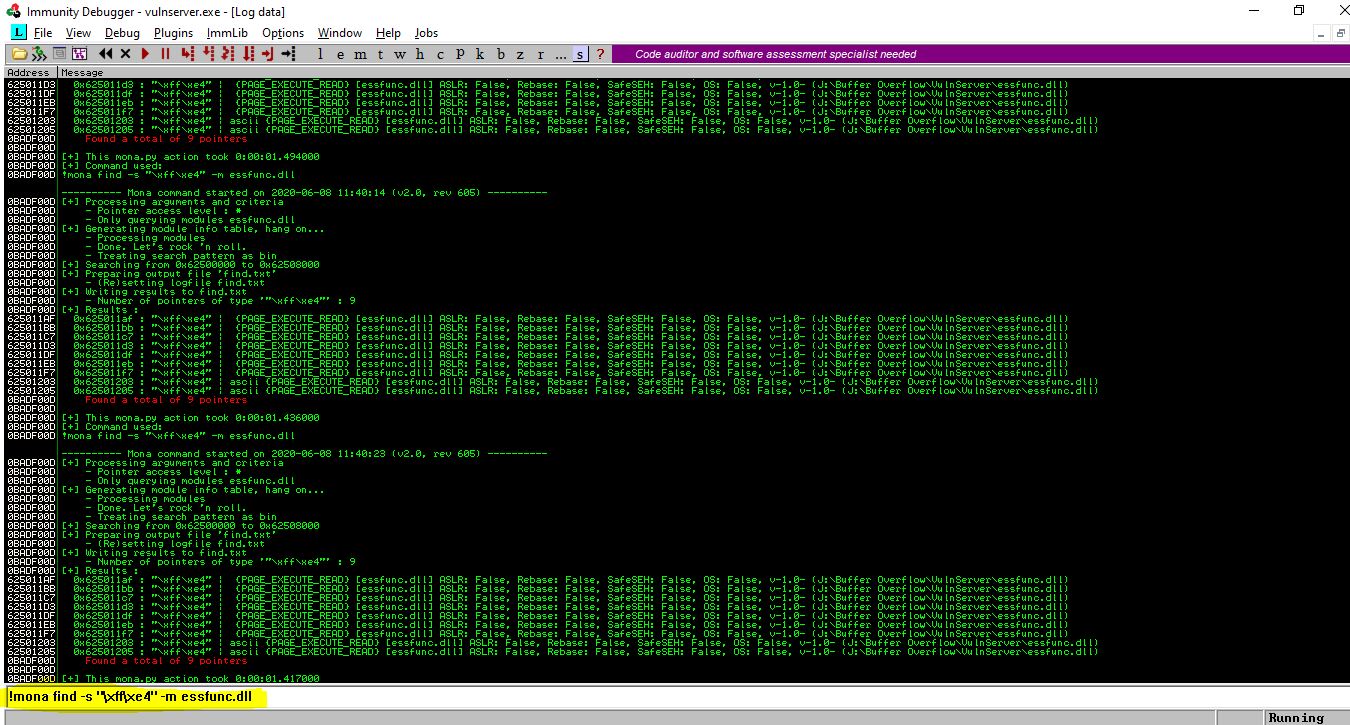 Immunity Debugger - vulnserver.exe - [Log data]
L File View Debug Plugins ImmLib Options Window Help Jobs
l e m t w h c P k b z r ... s ? Code auditor and software assessment specialist needed
Address Message
625011D3 0x625011d3 : "\xff\xe4" | {PAGE_EXECUTE_READ} [essfunc.dll] ASLR: False, Rebase: False, SafeSEH: False, OS: False, v-1.0- (J:\Buffer Overflow\VulnServer\essfunc.dll)
625011DF 0x625011df : "\xff\xe4" | {PAGE_EXECUTE_READ} [essfunc.dll] ASLR: False, Rebase: False, SafeSEH: False, OS: False, v-1.0- (J:\Buffer Overflow\VulnServer\essfunc.dll)
625011EB 0x625011eb : "\xff\xe4" | {PAGE_EXECUTE_READ} [essfunc.dll] ASLR: False, Rebase: False, SafeSEH: False, OS: False, v-1.0- (J:\Buffer Overflow\VulnServer\essfunc.dll)
625011F7 0x625011f7 : "\xff\xe4" | {PAGE_EXECUTE_READ} [essfunc.dll] ASLR: False, Rebase: False, SafeSEH: False, OS: False, v-1.0- (J:\Buffer Overflow\VulnServer\essfunc.dll)
62501203 0x62501203 : "\xff\xe4" | ascii {PAGE_EXECUTE_READ} [essfunc.dll] ASLR: False, Rebase: False, SafeSEH: False, OS: False, v-1.0- (J:\Buffer Overflow\VulnServer\essfunc.dll)
62501205 0x62501205 : "\xff\xe4" | ascii {PAGE_EXECUTE_READ} [essfunc.dll] ASLR: False, Rebase: False, SafeSEH: False, OS: False, v-1.0- (J:\Buffer Overflow\VulnServer\essfunc.dll)
0BADF00D Found a total of 9 pointers
0BADF00D
0BADF00D [+] This mona.py action took 0:00:01.494000
0BADF00D [+] Command used:
0BADF00D !mona find -s "\xff\xe4" -m essfunc.dll
---------- Mona command started on 2020-06-08 11:40:14 (v2.0, rev 605) ----------
0BADF00D [+] Processing arguments and criteria
0BADF00D - Pointer access level : *
0BADF00D - Only querying modules essfunc.dll
0BADF00D [+] Generating module info table, hang on...
0BADF00D - Processing modules
0BADF00D - Done. Let's rock 'n roll.
0BADF00D - Treating search pattern as bin
0BADF00D [+] Searching from 0x62500000 to 0x62508000
0BADF00D [+] Preparing output file 'find.txt'
0BADF00D - (Re)setting logfile find.txt
0BADF00D [+] Writing results to find.txt
0BADF00D - Number of pointers of type '"\xff\xe4"' : 9
0BADF00D [+] Results :
625011AF 0x625011af : "\xff\xe4" | {PAGE_EXECUTE_READ} [essfunc.dll] ASLR: False, Rebase: False, SafeSEH: False, OS: False, v-1.0- (J:\Buffer Overflow\VulnServer\essfunc.dll)
625011BB 0x625011bb : "\xff\xe4" | {PAGE_EXECUTE_READ} [essfunc.dll] ASLR: False, Rebase: False, SafeSEH: False, OS: False, v-1.0- (J:\Buffer Overflow\VulnServer\essfunc.dll)
625011C7 0x625011c7 : "\xff\xe4" | {PAGE_EXECUTE_READ} [essfunc.dll] ASLR: False, Rebase: False, SafeSEH: False, OS: False, v-1.0- (J:\Buffer Overflow\VulnServer\essfunc.dll)
625011D3 0x625011d3 : "\xff\xe4" | {PAGE_EXECUTE_READ} [essfunc.dll] ASLR: False, Rebase: False, SafeSEH: False, OS: False, v-1.0- (J:\Buffer Overflow\VulnServer\essfunc.dll)
625011DF 0x625011df : "\xff\xe4" | {PAGE_EXECUTE_READ} [essfunc.dll] ASLR: False, Rebase: False, SafeSEH: False, OS: False, v-1.0- (J:\Buffer Overflow\VulnServer\essfunc.dll)
625011EB 0x625011eb : "\xff\xe4" | {PAGE_EXECUTE_READ} [essfunc.dll] ASLR: False, Rebase: False, SafeSEH: False, OS: False, v-1.0- (J:\Buffer Overflow\VulnServer\essfunc.dll)
625011F7 0x625011f7 : "\xff\xe4" | {PAGE_EXECUTE_READ} [essfunc.dll] ASLR: False, Rebase: False, SafeSEH: False, OS: False, v-1.0- (J:\Buffer Overflow\VulnServer\essfunc.dll)
62501203 0x62501203 : "\xff\xe4" | ascii {PAGE_EXECUTE_READ} [essfunc.dll] ASLR: False, Rebase: False, SafeSEH: False, OS: False, v-1.0- (J:\Buffer Overflow\VulnServer\essfunc.dll)
62501205 0x62501205 : "\xff\xe4" | ascii {PAGE_EXECUTE_READ} [essfunc.dll] ASLR: False, Rebase: False, SafeSEH: False, OS: False, v-1.0- (J:\Buffer Overflow\VulnServer\essfunc.dll)
0BADF00D Found a total of 9 pointers
0BADF00D
0BADF00D [+] This mona.py action took 0:00:01.436000
0BADF00D [+] Command used:
0BADF00D !mona find -s "\xff\xe4" -m essfunc.dll
---------- Mona command started on 2020-06-08 11:40:23 (v2.0, rev 605) ----------
0BADF00D [+] Processing arguments and criteria
0BADF00D - Pointer access level : *
0BADF00D - Only querying modules essfunc.dll
0BADF00D [+] Generating module info table, hang on...
0BADF00D - Processing modules
0BADF00D - Done. Let's rock 'n roll.
0BADF00D - Treating search pattern as bin
0BADF00D [+] Searching from 0x62500000 to 0x62508000
0BADF00D [+] Preparing output file 'find.txt'
0BADF00D - (Re)setting logfile find.txt
0BADF00D [+] Writing results to find.txt
0BADF00D - Number of pointers of type '"\xff\xe4"' : 9
0BADF00D [+] Results :
625011AF 0x625011af : "\xff\xe4" | {PAGE_EXECUTE_READ} [essfunc.dll] ASLR: False, Rebase: False, SafeSEH: False, OS: False, v-1.0- (J:\Buffer Overflow\VulnServer\essfunc.dll)
625011BB 0x625011bb : "\xff\xe4" | {PAGE_EXECUTE_READ} [essfunc.dll] ASLR: False, Rebase: False, SafeSEH: False, OS: False, v-1.0- (J:\Buffer Overflow\VulnServer\essfunc.dll)
625011C7 0x625011c7 : "\xff\xe4" | {PAGE_EXECUTE_READ} [essfunc.dll] ASLR: False, Rebase: False, SafeSEH: False, OS: False, v-1.0- (J:\Buffer Overflow\VulnServer\essfunc.dll)
625011D3 0x625011d3 : "\xff\xe4" | {PAGE_EXECUTE_READ} [essfunc.dll] ASLR: False, Rebase: False, SafeSEH: False, OS: False, v-1.0- (J:\Buffer Overflow\VulnServer\essfunc.dll)
625011DF 0x625011df : "\xff\xe4" | {PAGE_EXECUTE_READ} [essfunc.dll] ASLR: False, Rebase: False, SafeSEH: False, OS: False, v-1.0- (J:\Buffer Overflow\VulnServer\essfunc.dll)
625011EB 0x625011eb : "\xff\xe4" | {PAGE_EXECUTE_READ} [essfunc.dll] ASLR: False, Rebase: False, SafeSEH: False, OS: False, v-1.0- (J:\Buffer Overflow\VulnServer\essfunc.dll)
625011F7 0x625011f7 : "\xff\xe4" | {PAGE_EXECUTE_READ} [essfunc.dll] ASLR: False, Rebase: False, SafeSEH: False, OS: False, v-1.0- (J:\Buffer Overflow\VulnServer\essfunc.dll)
62501203 0x62501203 : "\xff\xe4" | ascii {PAGE_EXECUTE_READ} [essfunc.dll] ASLR: False, Rebase: False, SafeSEH: False, OS: False, v-1.0- (J:\Buffer Overflow\VulnServer\essfunc.dll)
62501205 0x62501205 : "\xff\xe4" | ascii {PAGE_EXECUTE_READ} [essfunc.dll] ASLR: False, Rebase: False, SafeSEH: False, OS: False, v-1.0- (J:\Buffer Overflow\VulnServer\essfunc.dll)
0BADF00D Found a total of 9 pointers
0BADF00D
0BADF00D [+] This mona.py action took 0:00:01.417000
!mona find -s "\xff\xe4" -m essfunc.dll
Running